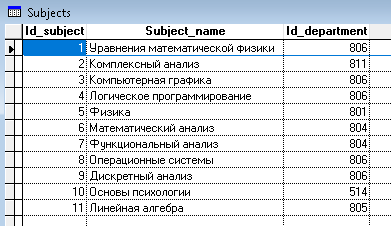 Subjects
Id_subject Subject_name Id_department
1 Уравнения математической физики 806
2 Комплексный анализ 811
3 Компьютерная графика 806
4 Логическое программирование 806
5 Физика 801
6 Математический анализ 804
7 Функциональный анализ 804
8 Операционные системы 806
9 Дискретный анализ 806
10 Основы психологии 514
11 Линейная алгебра 805